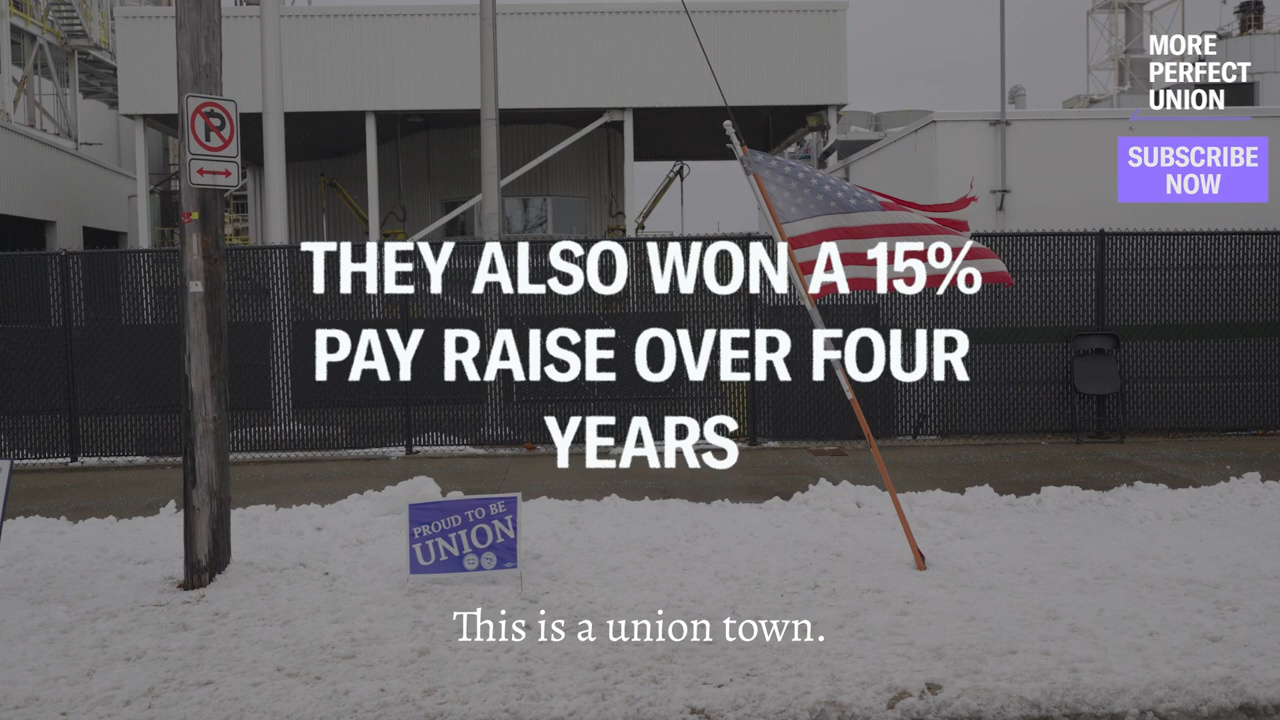 MORE
PERFECT
UNION
SUBSCRIBE
NOW
THEY ALSO WON A 15%
PAY RAISE OVER FOUR
YEARS
PROUD TO BE
UNION
This is a union town.